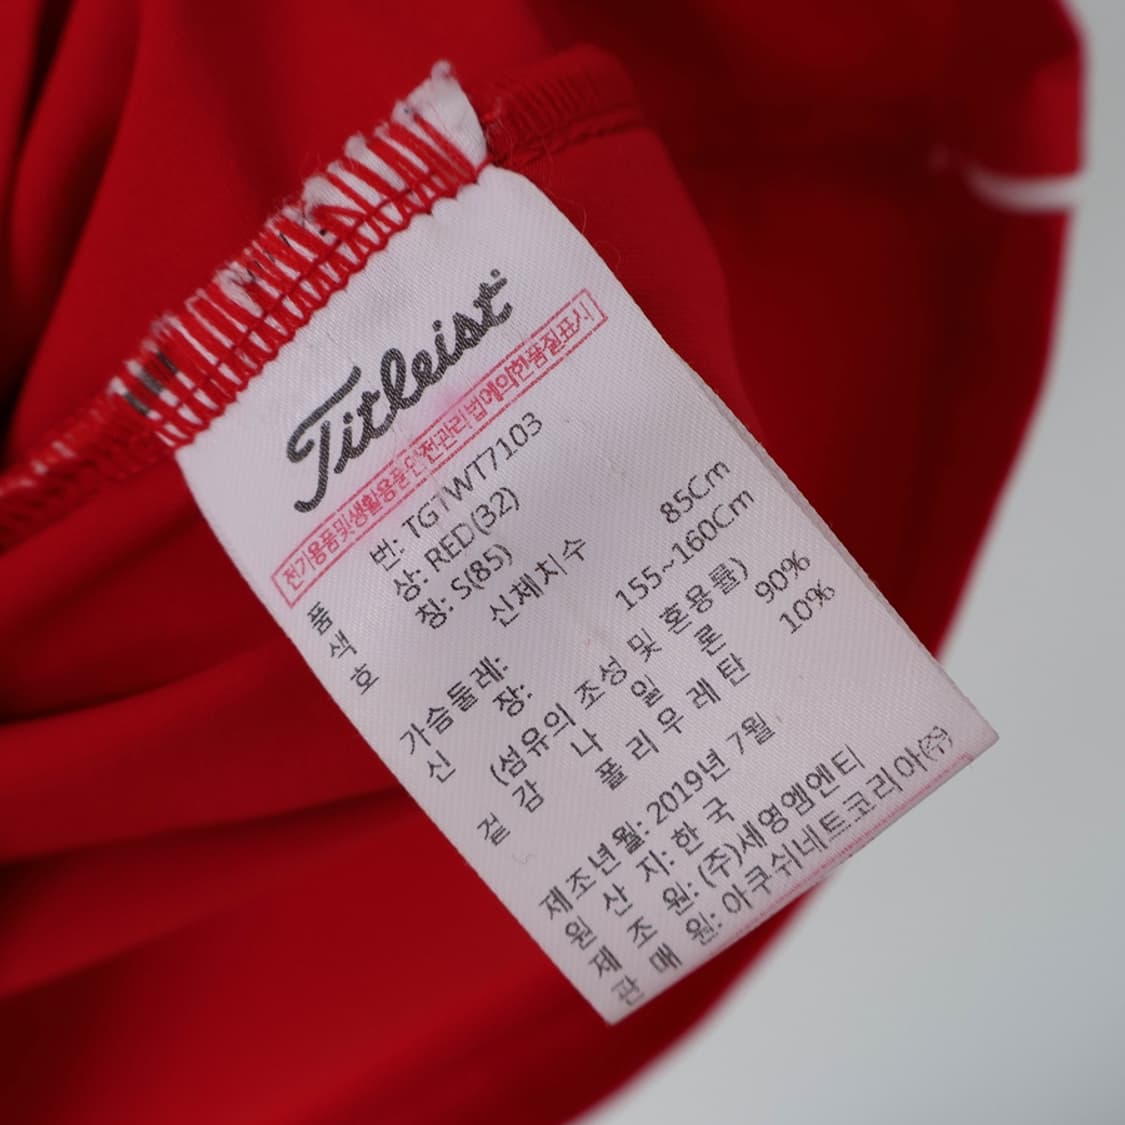 Titleist
전기용품및생활용품안전관리법에의한품질표시
품 번: TG1WT7103
색 상: RED(32)
호 칭: S(85)
신체치수
가슴둘레: 85Cm
신 장: 155~160Cm
(섬유의 조성 및 혼용률)
겉 감 나 일 론 90%
폴 리 우 레 탄 10%
제조년월: 2019년 7월
원 산 지: 한 국
제 조 원: (주)세영엠엔티
판 매 원: 아쿠쉬네트코리아(주)